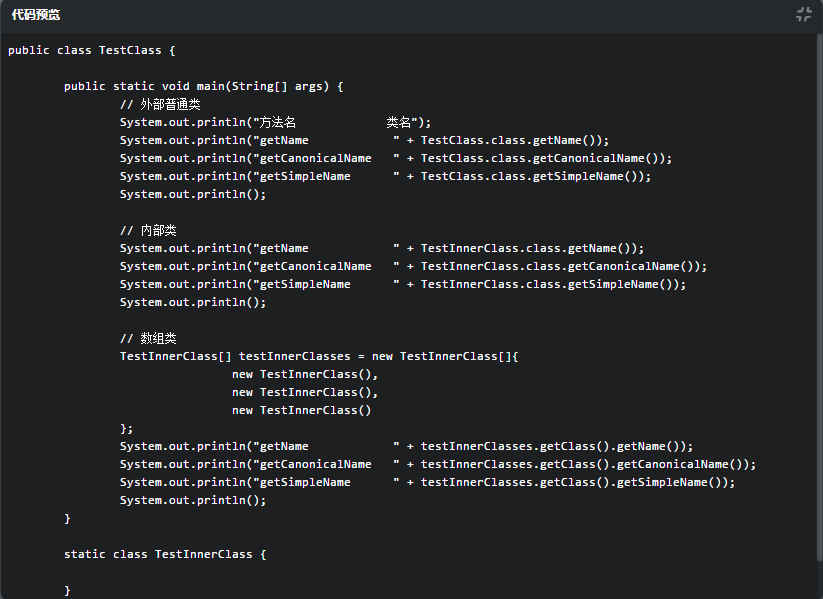 代码预览
public class TestClass {
public static void main(String[] args) {
// 外部普通类
System.out.println("方法名             类名");
System.out.println("getName            " + TestClass.class.getName());
System.out.println("getCanonicalName   " + TestClass.class.getCanonicalName());
System.out.println("getSimpleName      " + TestClass.class.getSimpleName());
System.out.println();
// 内部类
System.out.println("getName            " + TestInnerClass.class.getName());
System.out.println("getCanonicalName   " + TestInnerClass.class.getCanonicalName());
System.out.println("getSimpleName      " + TestInnerClass.class.getSimpleName());
System.out.println();
// 数组类
TestInnerClass[] testInnerClasses = new TestInnerClass[]{
new TestInnerClass(),
new TestInnerClass(),
new TestInnerClass()
};
System.out.println("getName            " + testInnerClasses.getClass().getName());
System.out.println("getCanonicalName   " + testInnerClasses.getClass().getCanonicalName());
System.out.println("getSimpleName      " + testInnerClasses.getClass().getSimpleName());
System.out.println();
}
static class TestInnerClass {
}